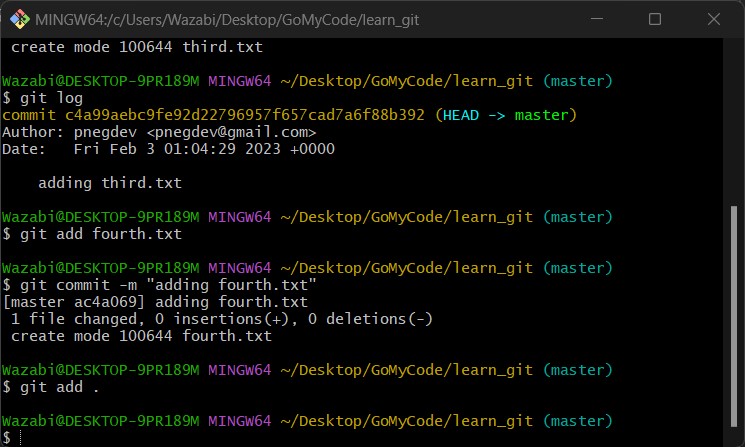 MINGW64:/c/Users/Wazabi/Desktop/GoMyCode/learn_git
 create mode 100644 third.txt
Wazabi@DESKTOP-9PR189M MINGW64 ~/Desktop/GoMyCode/learn_git (master)
$ git log
commit c4a99aebc9fe92d22796957f657cad7a6f88b392 (HEAD -> master)
Author: pnegdev <pnegdev@gmail.com>
Date:   Fri Feb 3 01:04:29 2023 +0000
    adding third.txt
Wazabi@DESKTOP-9PR189M MINGW64 ~/Desktop/GoMyCode/learn_git (master)
$ git add fourth.txt
Wazabi@DESKTOP-9PR189M MINGW64 ~/Desktop/GoMyCode/learn_git (master)
$ git commit -m "adding fourth.txt"
[master ac4a069] adding fourth.txt
 1 file changed, 0 insertions(+), 0 deletions(-)
 create mode 100644 fourth.txt
Wazabi@DESKTOP-9PR189M MINGW64 ~/Desktop/GoMyCode/learn_git (master)
$ git add .
Wazabi@DESKTOP-9PR189M MINGW64 ~/Desktop/GoMyCode/learn_git (master)
$